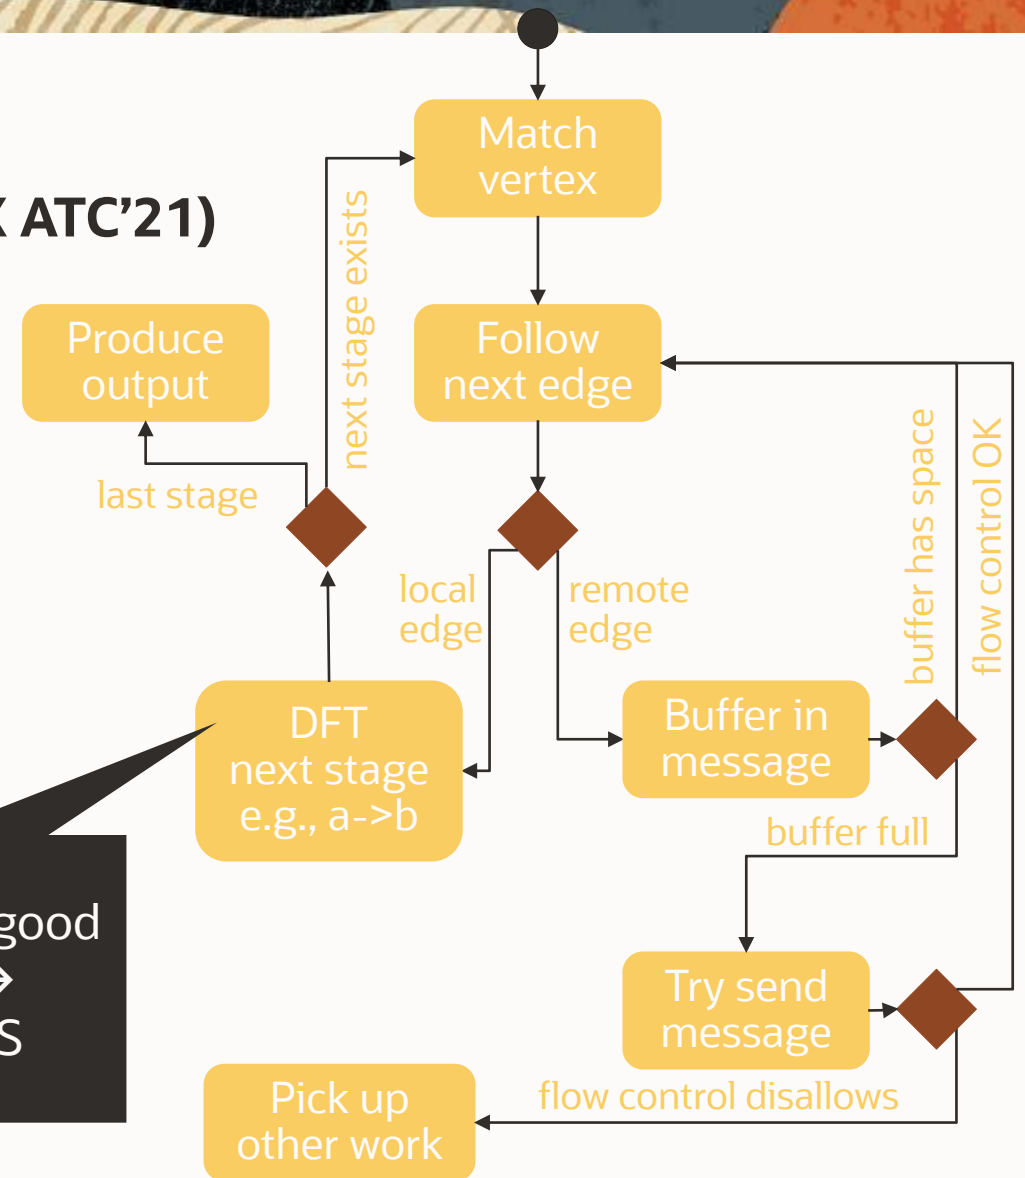 ATC'21)
Match
vertex
next stage exists
Produce
output
Follow
next edge
last stage
buffer has space
flow control OK
local
edge
remote
edge
DFT
next stage
e.g., a->b
Buffer in
message
buffer full
good
→
Try send
message
flow control disallows
Pick up
other work